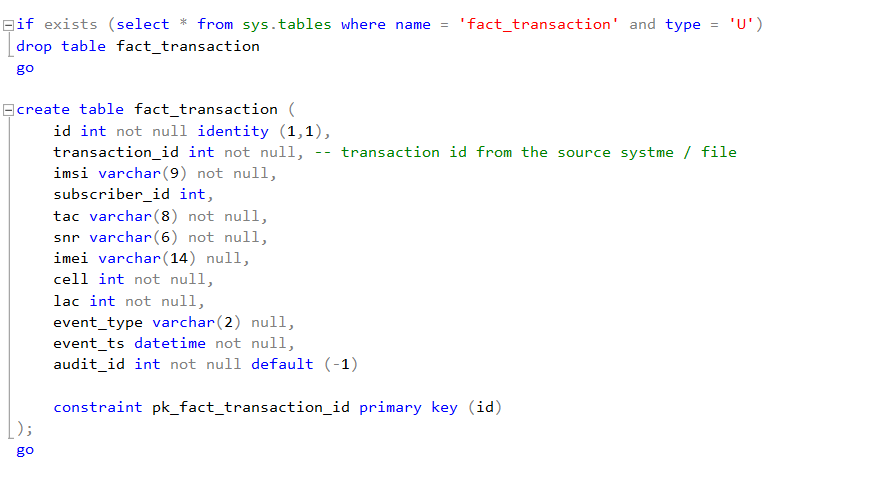 if exists (select * from sys.tables where name = 'fact_transaction' and type = 'U')
drop table fact_transaction
go
create table fact_transaction (
id int not null identity (1,1),
transaction_id int not null, -- transaction id from the source systme / file
imsi varchar(9) not null,
subscriber_id int,
tac varchar(8) not null,
snr varchar(6) not null,
imei varchar(14) null,
cell int not null,
lac int not null,
event_type varchar(2) null,
event_ts datetime not null,
audit_id int not null default (-1)
constraint pk_fact_transaction_id primary key (id)
);
go